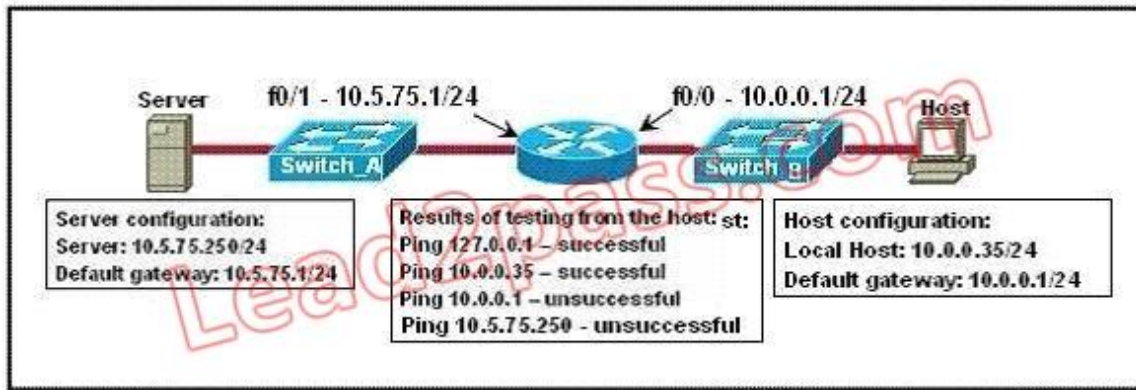 Server
f0/1 - 10.5.75.1/24
f0/0 - 10.0.0.1/24
Host
Switch_A
Switch_B
Server configuration:
Server: 10.5.75.250/24
Default gateway: 10.5.75.1/24
Results of testing from the host: st:
Ping 127.0.0.1 – successful
Ping 10.0.0.35 – successful
Ping 10.0.0.1 – unsuccessful
Ping 10.5.75.250 - unsuccessful
Host configuration:
Local Host: 10.0.0.35/24
Default gateway: 10.0.0.1/24
Lead2pass.com